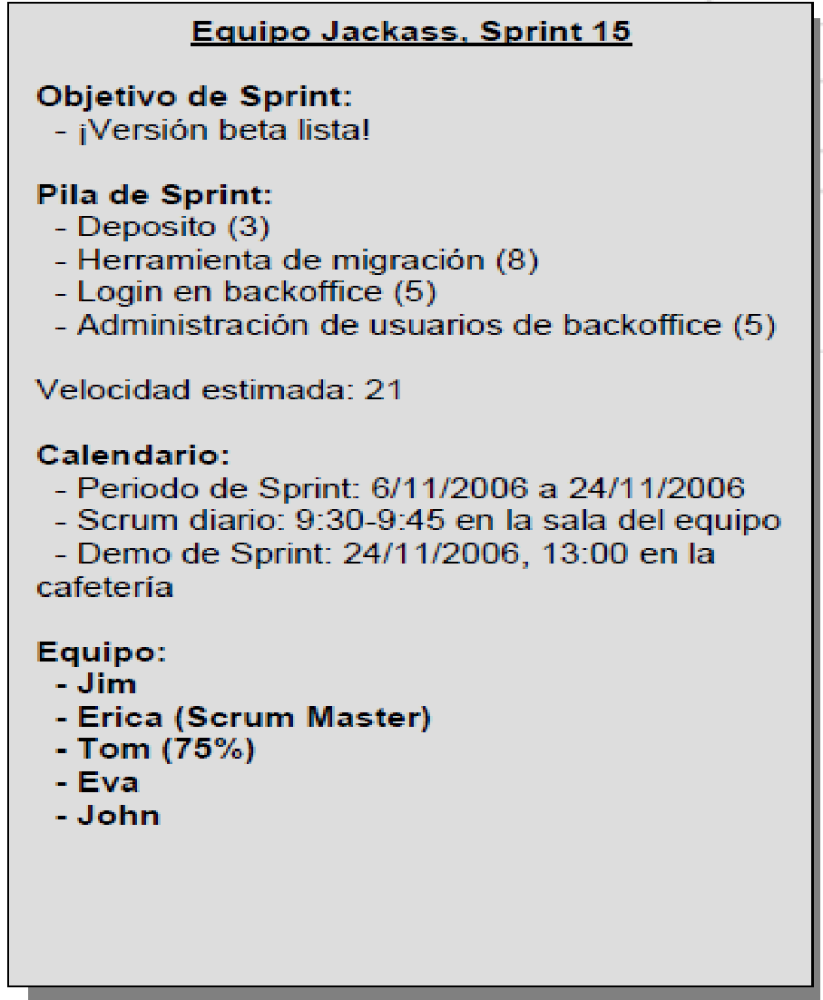 Equipo Jackass, Sprint 15
Objetivo de Sprint:
- ¡Versión beta lista!
Pila de Sprint:
- Deposito (3)
- Herramienta de migración (8)
- Login en backoffice (5)
- Administración de usuarios de backoffice (5)
Velocidad estimada: 21
Calendario:
- Periodo de Sprint: 6/11/2006 a 24/11/2006
- Scrum diario: 9:30-9:45 en la sala del equipo
- Demo de Sprint: 24/11/2006, 13:00 en la
cafetería
Equipo:
- Jim
- Erica (Scrum Master)
- Tom (75%)
- Eva
- John